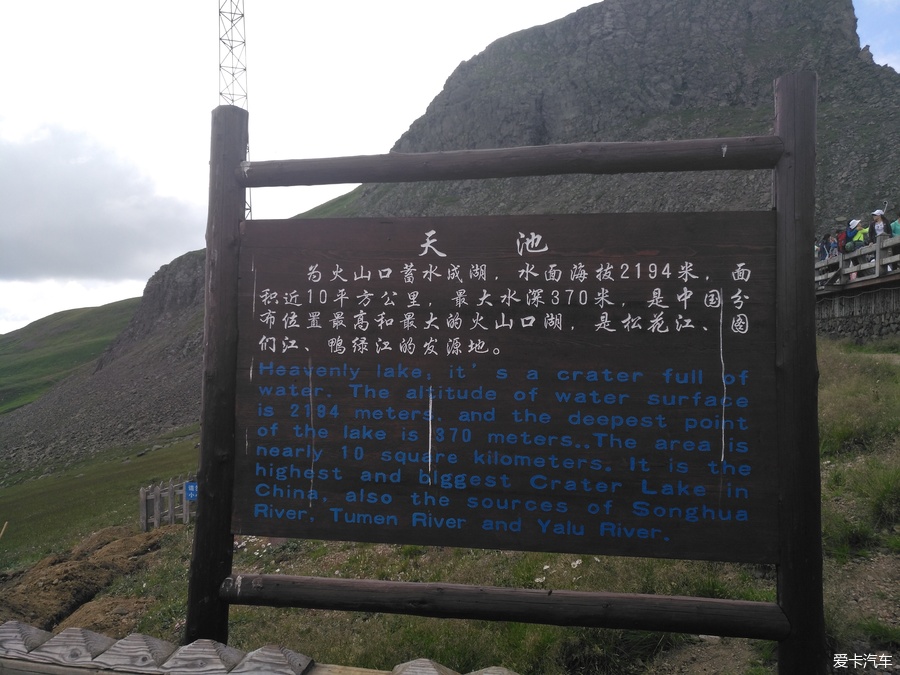 天池
为火山口蓄水成湖，水面海拔2194米，面
积近10平方公里，最大水深370米，是中国分
布位置最高和最大的火山口湖，是松花江、图
们江、鸭绿江的发源地。
Heavenly lake, it's a crater full of
water. The altitude of water surface
is 2194 meters, and the deepest point
of the lake is 370 meters..The area is
nearly 10 square kilometers. It is the
highest and biggest Crater Lake in
China, also the sources of Songhua
River, Tumen River and Yalu River.
爱卡汽车